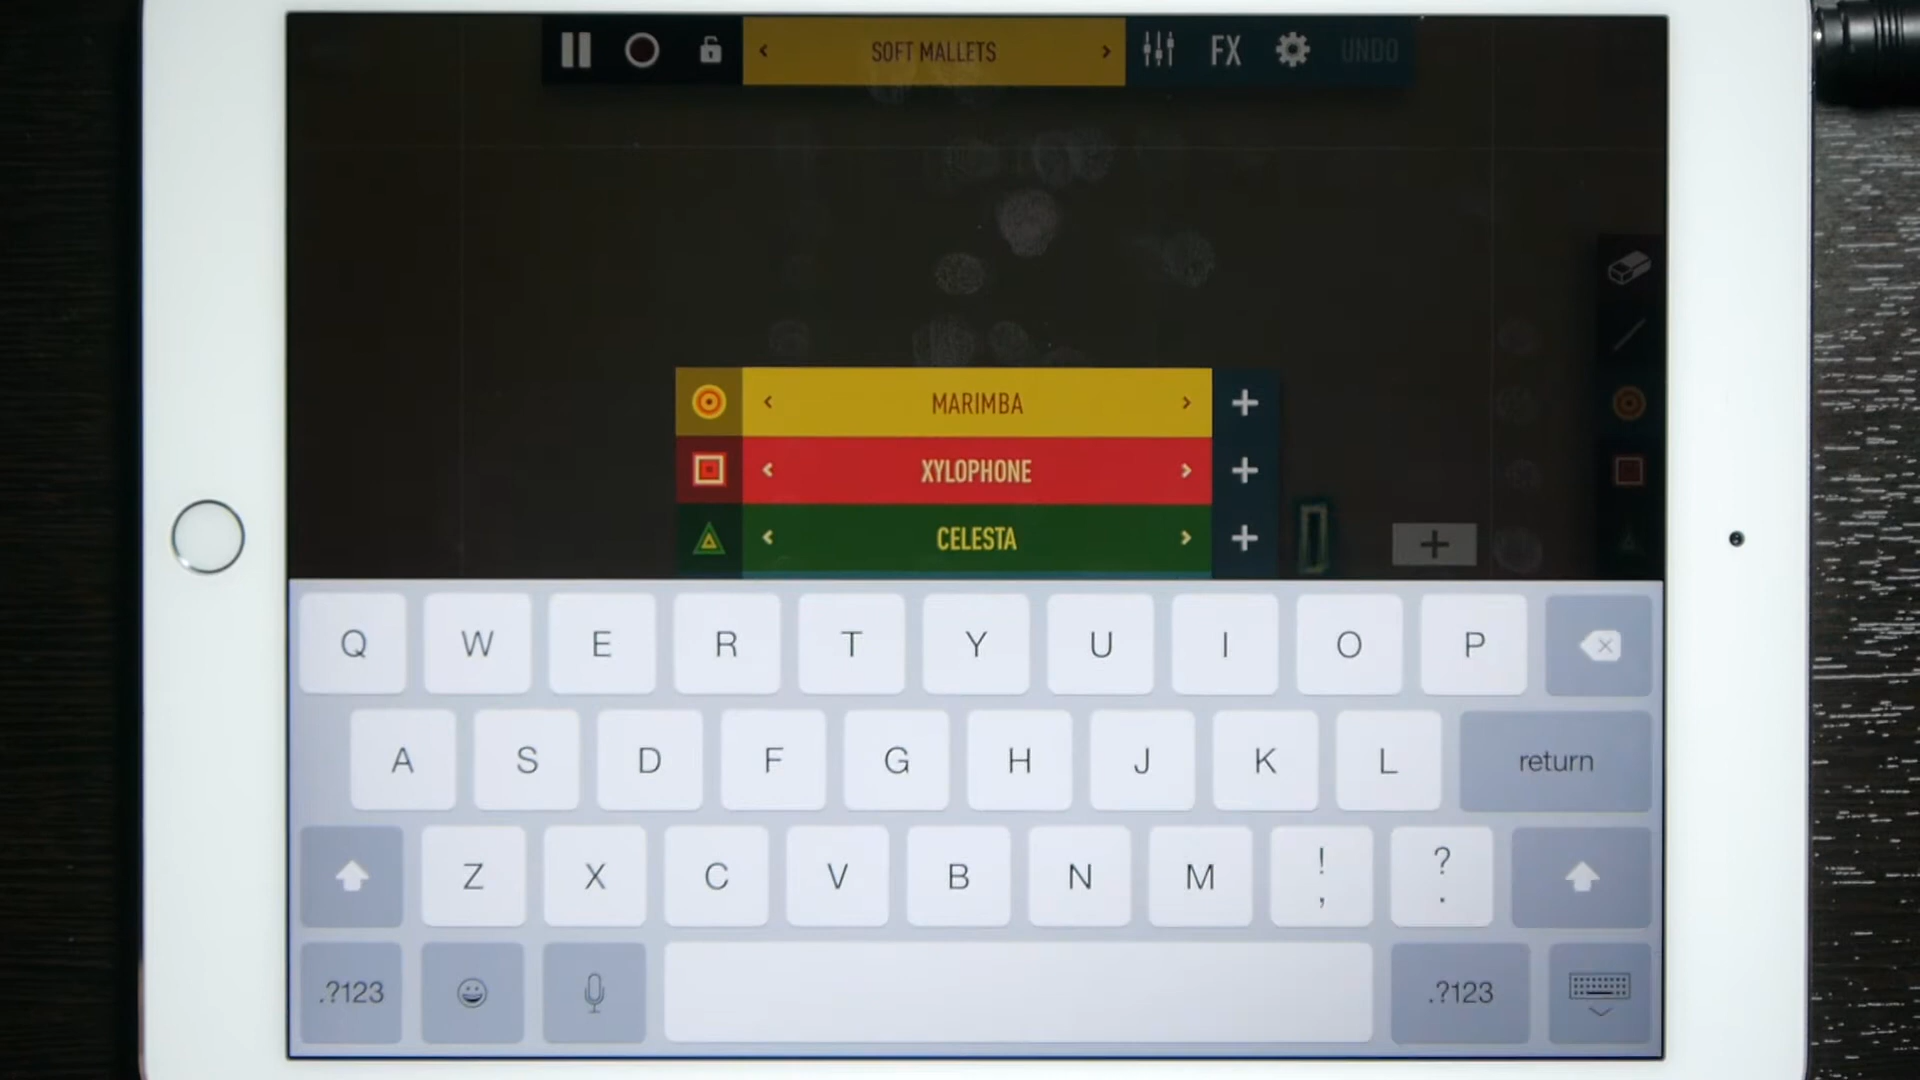 SOFT MALLETS FX UNDO
MARIMBA
XYLOPHONE
CELESTA
Q W E R T Y U I O P
A S D F G H J K L return
Z X C V B N M ! , ? .
.?123 .?123